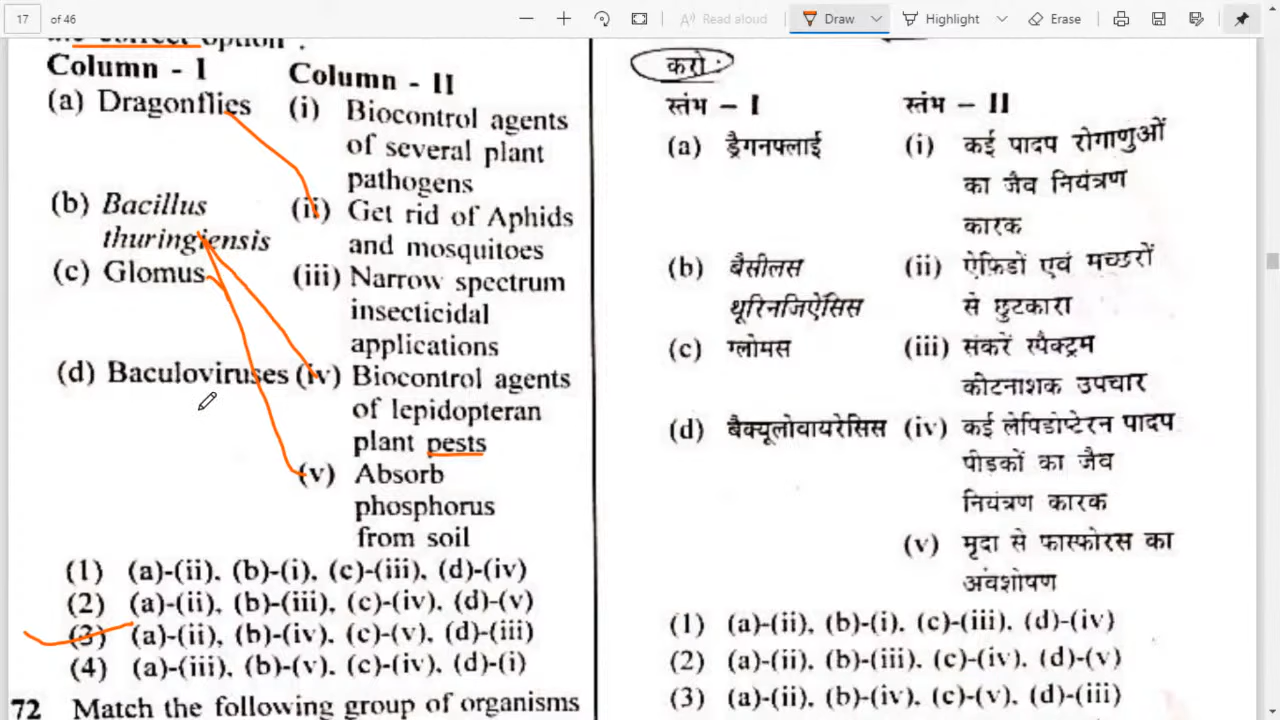 17 of 46
Read aloud
Draw
Highlight
Erase
the correct option :
Column - I Column - II
(a) Dragonflies (i) Biocontrol agents
of several plant
pathogens
(b) Bacillus (ii) Get rid of Aphids
thuringiensis and mosquitoes
(c) Glomus (iii) Narrow spectrum
insecticidal
applications
(d) Baculoviruses (iv) Biocontrol agents
of lepidopteran
plant pests
(v) Absorb
phosphorus
from soil
(1) (a)-(ii), (b)-(i), (c)-(iii), (d)-(iv)
(2) (a)-(ii), (b)-(iii), (c)-(iv), (d)-(v)
(3) (a)-(ii), (b)-(iv), (c)-(v), (d)-(iii)
(4) (a)-(iii), (b)-(v), (c)-(iv), (d)-(i)
72 Match the following group of organisms
करो :
स्तंभ – I स्तंभ – II
(a) ड्रैगनफ्लाई (i) कई पादप रोगाणुओं
का जैव नियंत्रण
कारक
(b) बैसीलस (ii) ऐफ़िडों एवं मच्छरों
थूरिनजिऐंसिस से छुटकारा
(c) ग्लोमस (iii) संकरें स्पैक्ट्रम
कीटनाशक उपचार
(d) बैक्यूलोवायरेसिस (iv) कई लेपिडोप्टेरन पादप
पीड़कों का जैव
नियंत्रण कारक
(v) मृदा से फास्फोरस का
अवशोषण
(1) (a)-(ii), (b)-(i), (c)-(iii), (d)-(iv)
(2) (a)-(ii), (b)-(iii), (c)-(iv), (d)-(v)
(3) (a)-(ii), (b)-(iv), (c)-(v), (d)-(iii)